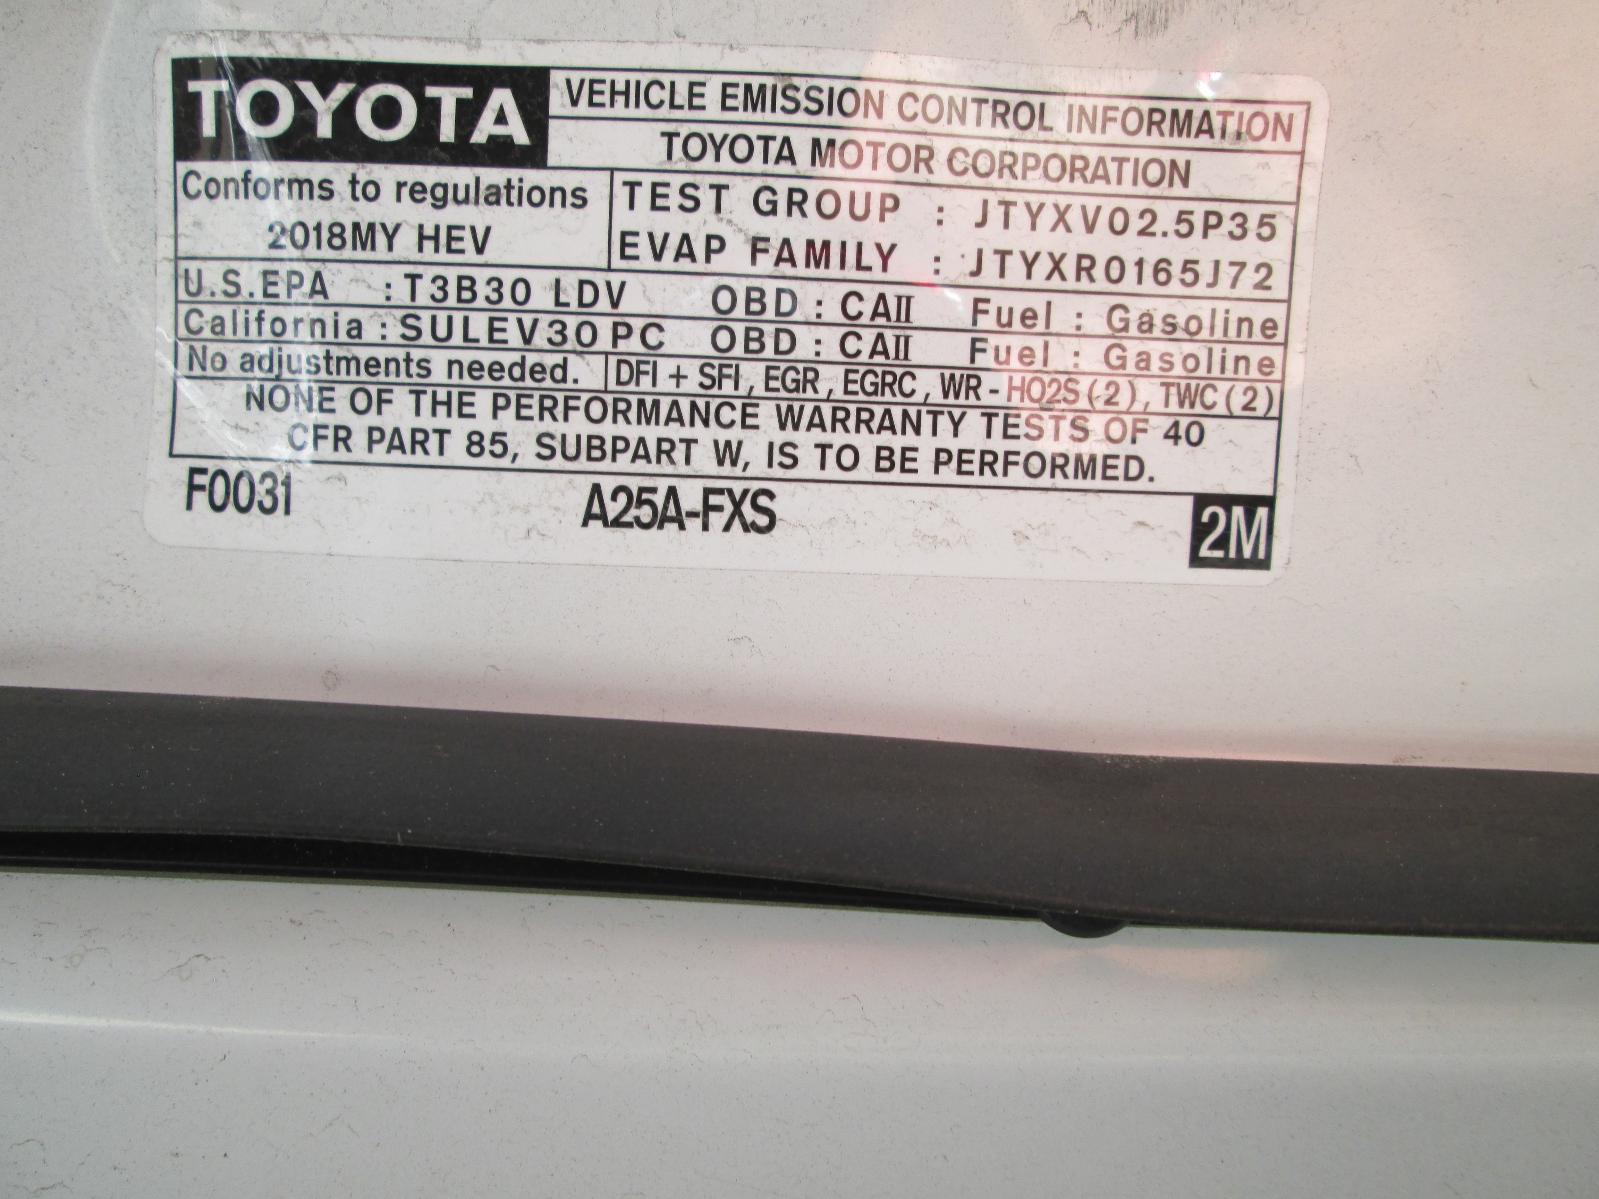 TOYOTA
VEHICLE EMISSION CONTROL INFORMATION
TOYOTA MOTOR CORPORATION
Conforms to regulations
2018MY HEV
TEST GROUP : JTYXV02.5P35
EVAP FAMILY : JTYXR0165J72
U.S.EPA : T3B30 LDV OBD : CAII Fuel : Gasoline
California : SULEV30 PC OBD : CAII Fuel : Gasoline
No adjustments needed. DFI + SFI, EGR, EGRC, WR-HO2S(2), TWC(2)
NONE OF THE PERFORMANCE WARRANTY TESTS OF 40
CFR PART 85, SUBPART W, IS TO BE PERFORMED.
F0031 A25A-FXS 2M